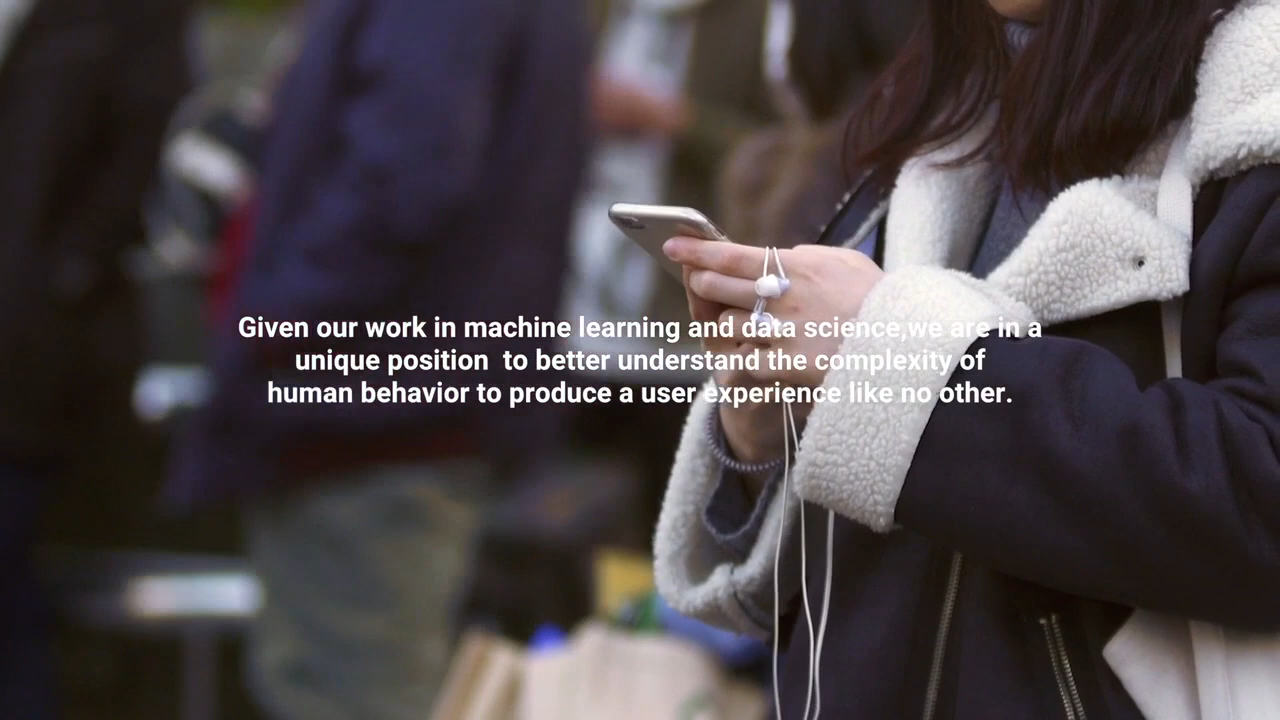 Given our work in machine learning and data science,we are in a
unique position  to better understand the complexity of
human behavior to produce a user experience like no other.